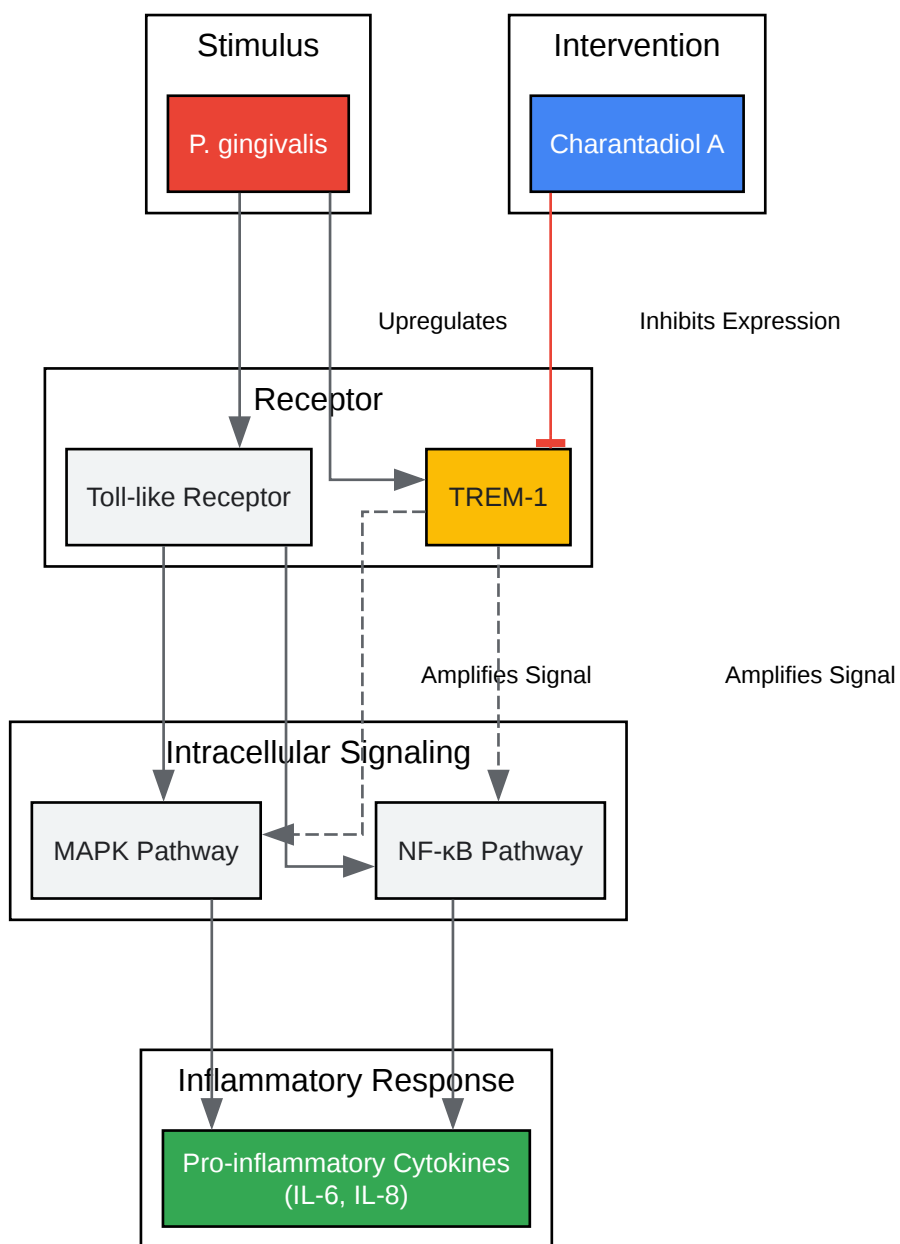 Stimulus
Intervention
P. gingivalis
Charantadiol A
Upregulates
Inhibits Expression
Receptor
Toll-like Receptor
TREM-1
Amplifies Signal
Amplifies Signal
Intracellular Signaling
MAPK Pathway
NF-κB Pathway
Inflammatory Response
Pro-inflammatory Cytokines
(IL-6, IL-8)